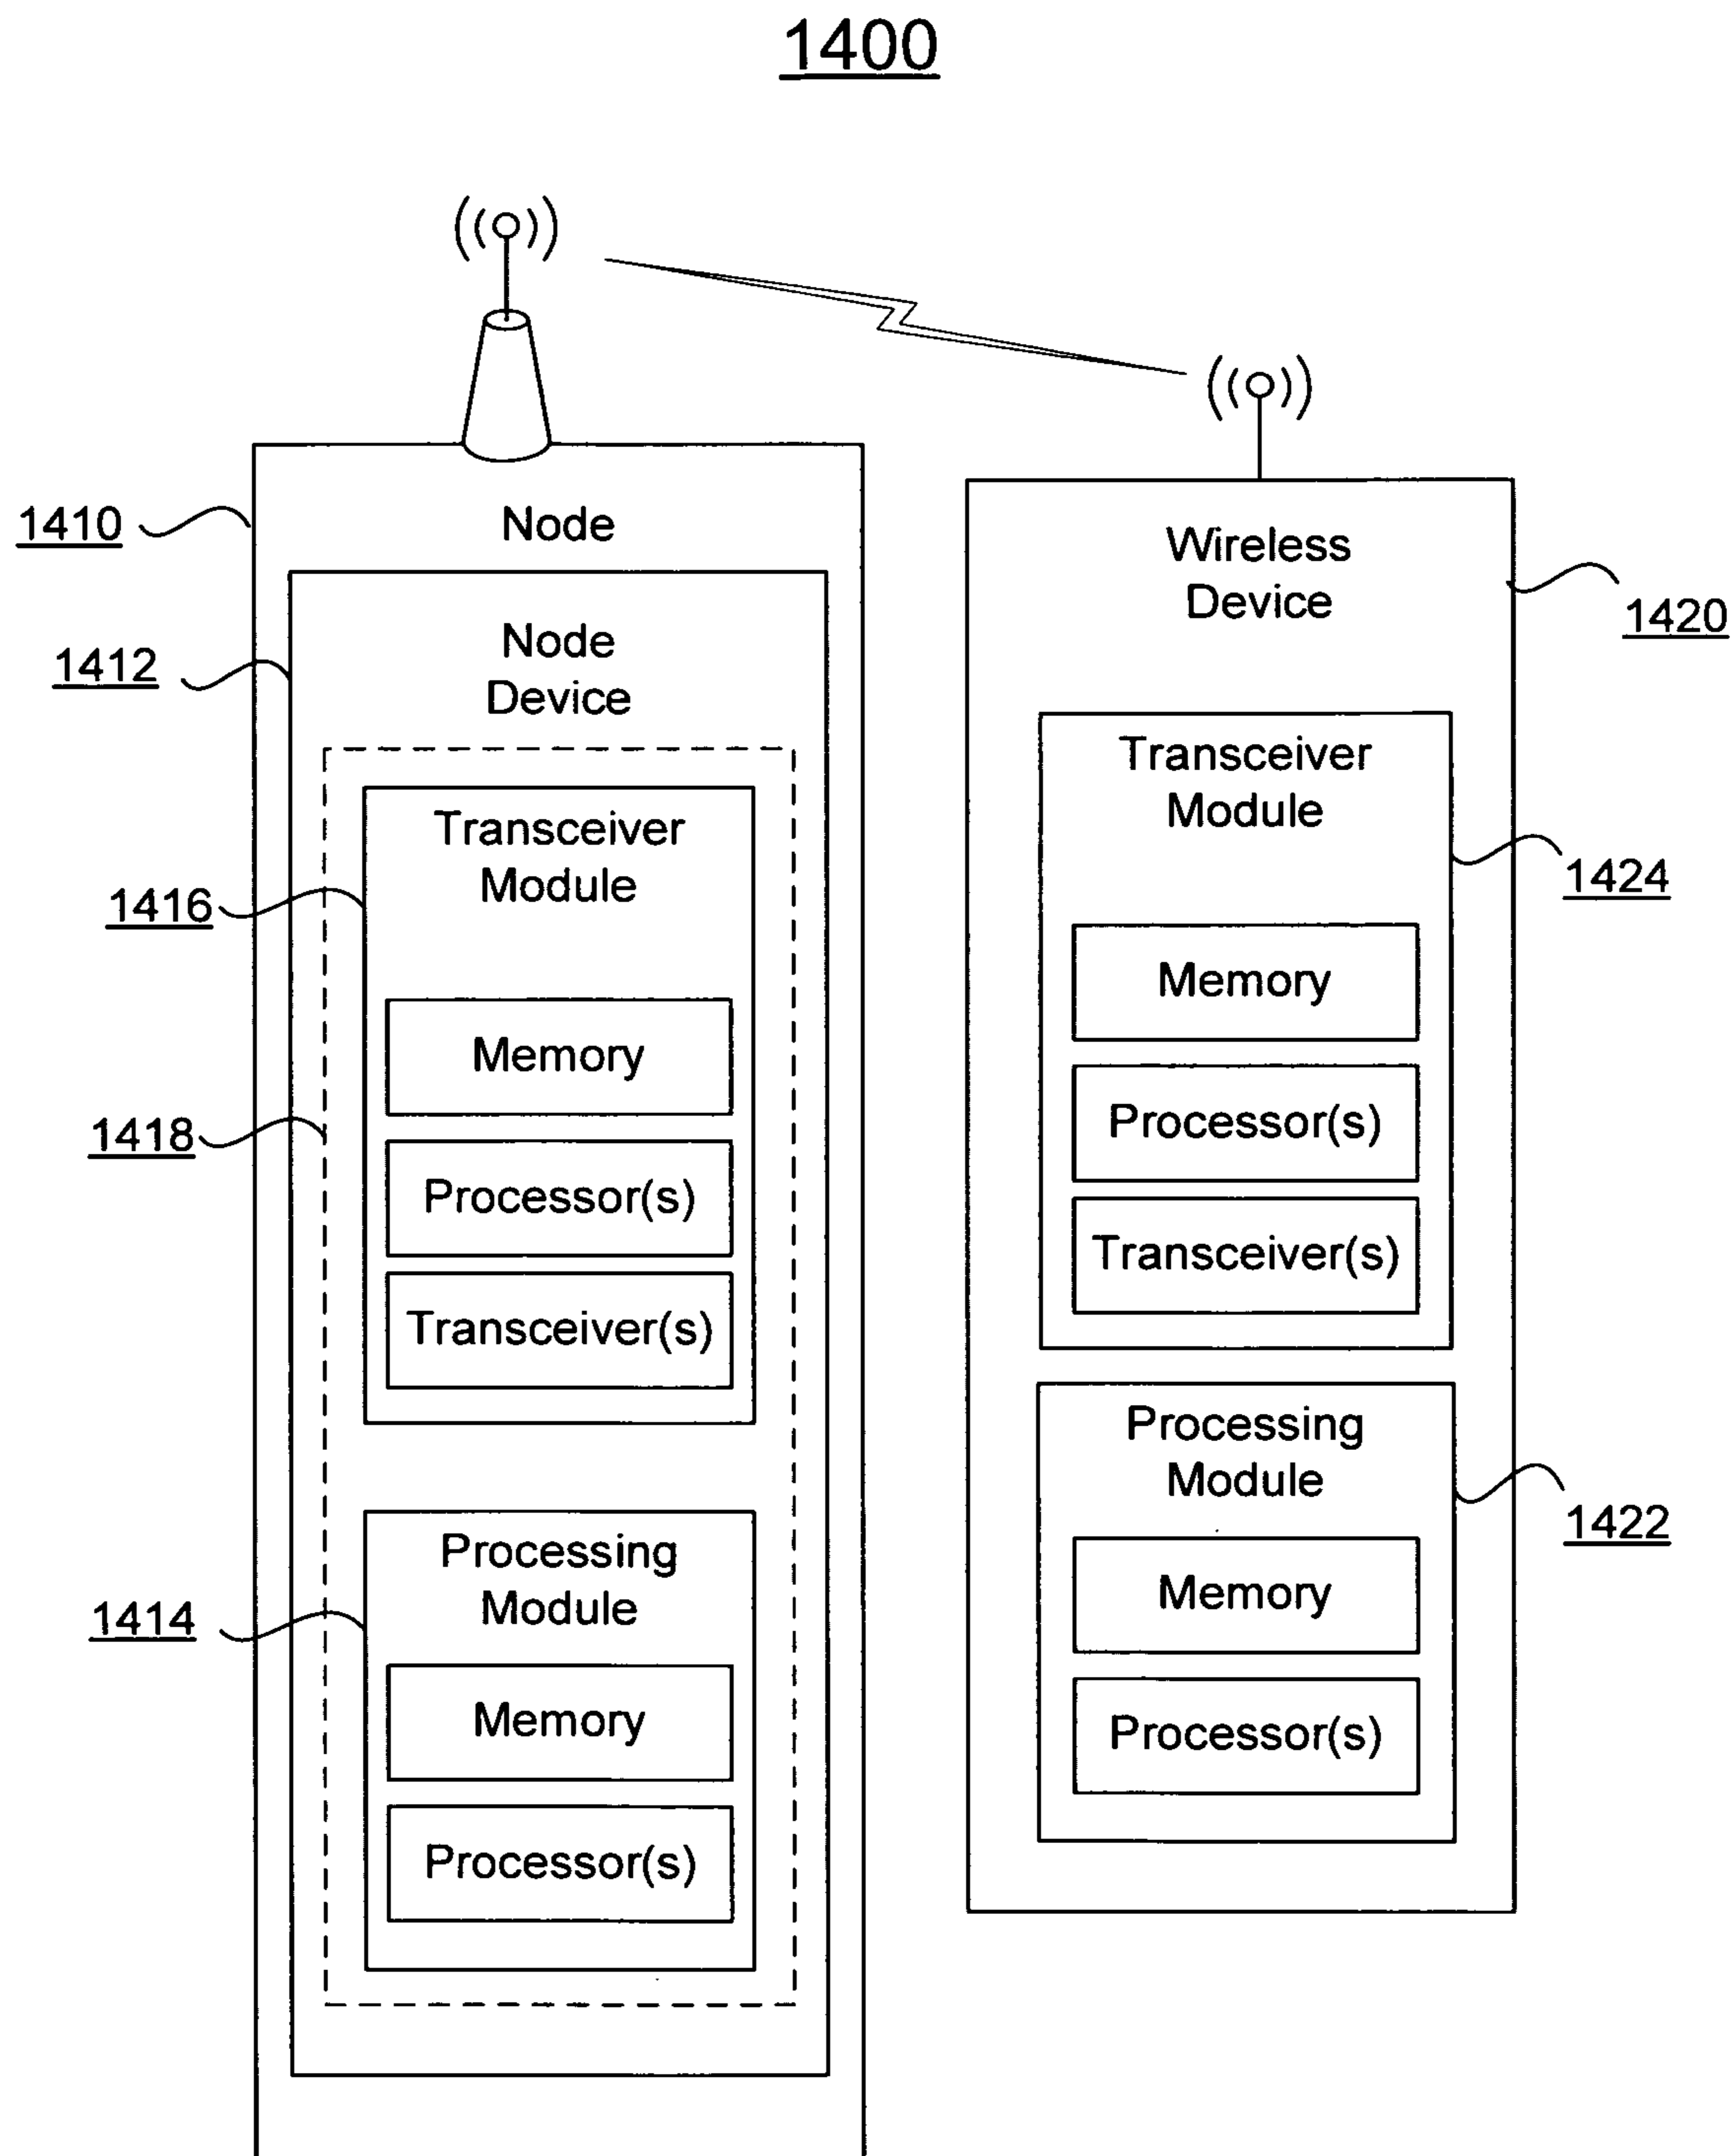 1400
1410
Node
1412
Node
Device
1416
Transceiver
Module
Memory
1418
Processor(s)
Transceiver(s)
1414
Processing
Module
Memory
Processor(s)
Wireless
Device
1420
Transceiver
Module
1424
Memory
Processor(s)
Transceiver(s)
Processing
Module
1422
Memory
Processor(s)